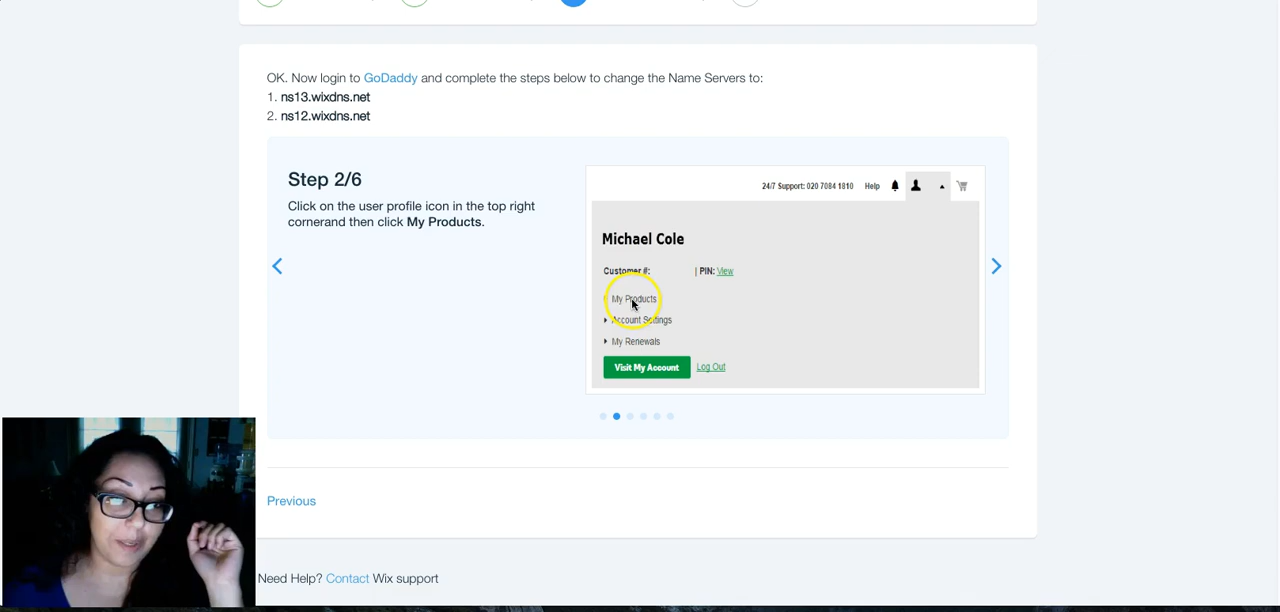 OK. Now login to GoDaddy and complete the steps below to change the Name Servers to:
1. ns13.wixdns.net
2. ns12.wixdns.net
Step 2/6
Click on the user profile icon in the top right
cornerand then click My Products.
24/7 Support: 020 7084 1810 Help
Michael Cole
Customer #: | PIN: View
My Products
Account Settings
My Renewals
Visit My Account Log Out
Previous
Need Help? Contact Wix support